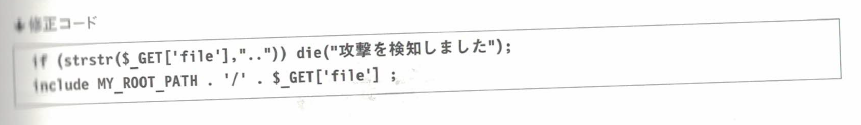 ↓修正コード
if (strstr($_GET['file'],"..")) die("攻撃を検知しました");
include MY_ROOT_PATH . '/' . $_GET['file'] ;